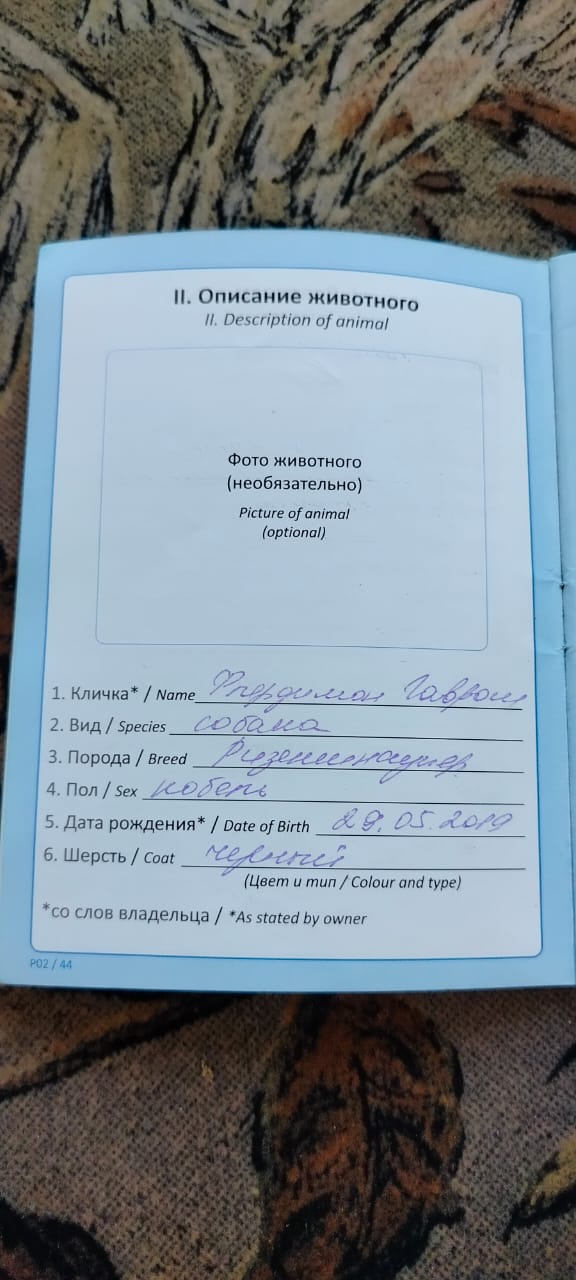 II. Описание животного
II. Description of animal
Фото животного
(необязательно)
Picture of animal
(optional)
1. Кличка* / Name Гаврош
2. Вид / Species собака
3. Порода / Breed Ризеншнауцер
4. Пол / Sex кобель
5. Дата рождения* / Date of Birth 29.05.2019
6. Шерсть / Coat черный
(Цвет и тип / Colour and type)
*со слов владельца / *As stated by owner
P02 / 44